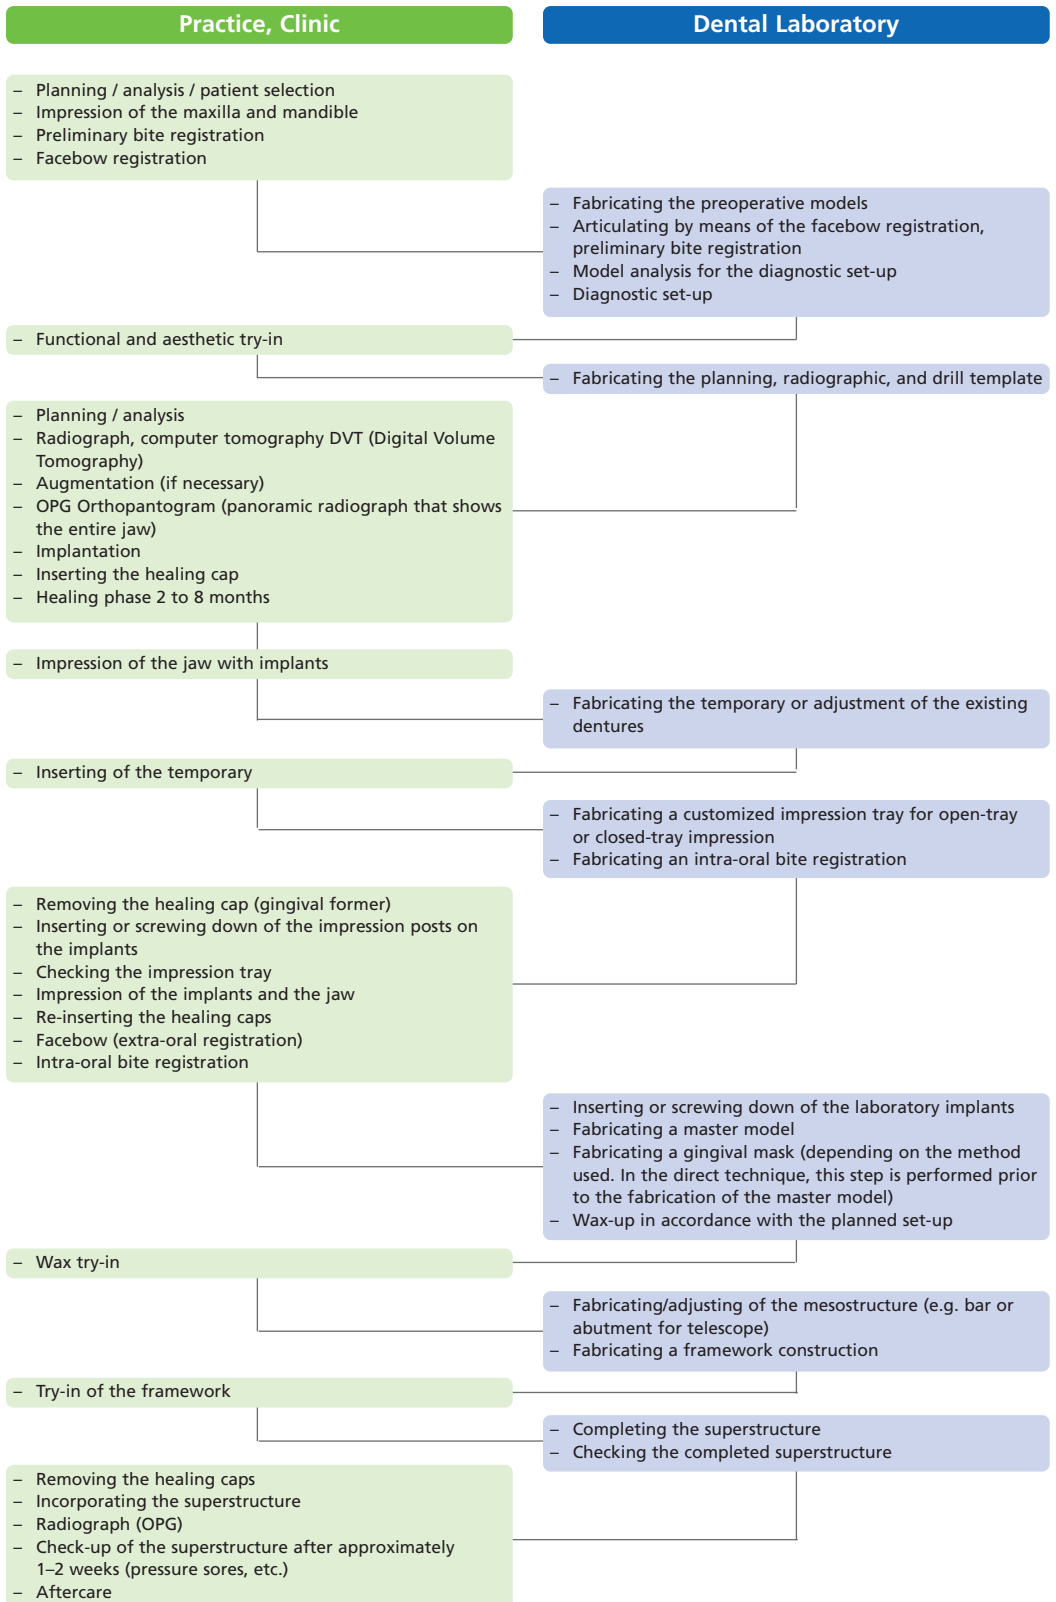 Practice, Clinic
Dental Laboratory
– Planning / analysis / patient selection
– Impression of the maxilla and mandible
– Preliminary bite registration
– Facebow registration
– Fabricating the preoperative models
– Articulating by means of the facebow registration,
preliminary bite registration
– Model analysis for the diagnostic set-up
– Diagnostic set-up
– Functional and aesthetic try-in
– Fabricating the planning, radiographic, and drill template
– Planning / analysis
– Radiograph, computer tomography DVT (Digital Volume
Tomography)
– Augmentation (if necessary)
– OPG Orthopantogram (panoramic radiograph that shows
the entire jaw)
– Implantation
– Inserting the healing cap
– Healing phase 2 to 8 months
– Impression of the jaw with implants
– Fabricating the temporary or adjustment of the existing
dentures
– Inserting of the temporary
– Fabricating a customized impression tray for open-tray
or closed-tray impression
– Fabricating an intra-oral bite registration
– Removing the healing cap (gingival former)
– Inserting or screwing down of the impression posts on
the implants
– Checking the impression tray
– Impression of the implants and the jaw
– Re-inserting the healing caps
– Facebow (extra-oral registration)
– Intra-oral bite registration
– Inserting or screwing down of the laboratory implants
– Fabricating a master model
– Fabricating a gingival mask (depending on the method
used. In the direct technique, this step is performed prior
to the fabrication of the master model)
– Wax-up in accordance with the planned set-up
– Wax try-in
– Fabricating/adjusting of the mesostructure (e.g. bar or
abutment for telescope)
– Fabricating a framework construction
– Try-in of the framework
– Completing the superstructure
– Checking the completed superstructure
– Removing the healing caps
– Incorporating the superstructure
– Radiograph (OPG)
– Check-up of the superstructure after approximately
1–2 weeks (pressure sores, etc.)
– Aftercare